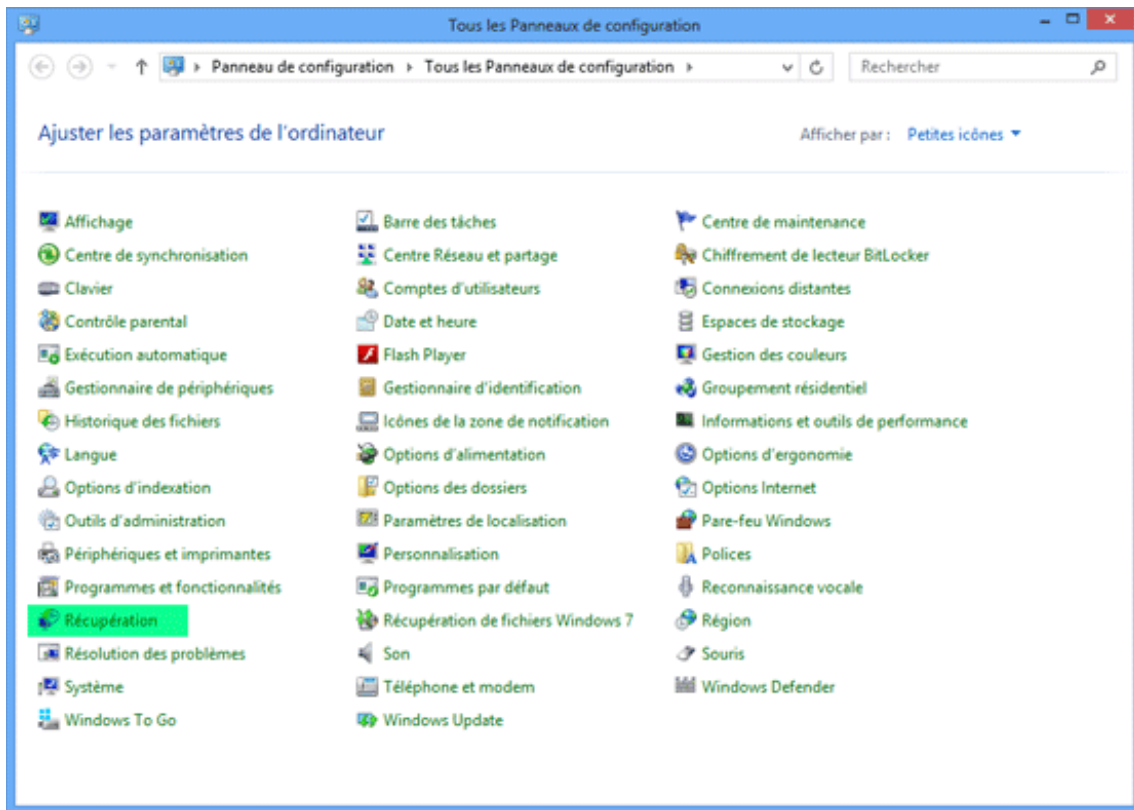 Tous les Panneaux de configuration
Panneau de configuration Tous les Panneaux de configuration Rechercher
Ajuster les paramètres de l'ordinateur Afficher par : Petites icônes
Affichage Barre des tâches Centre de maintenance
Centre de synchronisation Centre Réseau et partage Chiffrement de lecteur BitLocker
Clavier Comptes d'utilisateurs Connexions distantes
Contrôle parental Date et heure Espaces de stockage
Exécution automatique Flash Player Gestion des couleurs
Gestionnaire de périphériques Gestionnaire d'identification Groupement résidentiel
Historique des fichiers Icônes de la zone de notification Informations et outils de performance
Langue Options d'alimentation Options d'ergonomie
Options d'indexation Options des dossiers Options Internet
Outils d'administration Paramètres de localisation Pare-feu Windows
Périphériques et imprimantes Personnalisation Polices
Programmes et fonctionnalités Programmes par défaut Reconnaissance vocale
Récupération Récupération de fichiers Windows 7 Région
Résolution des problèmes Son Souris
Système Téléphone et modem Windows Defender
Windows To Go Windows Update